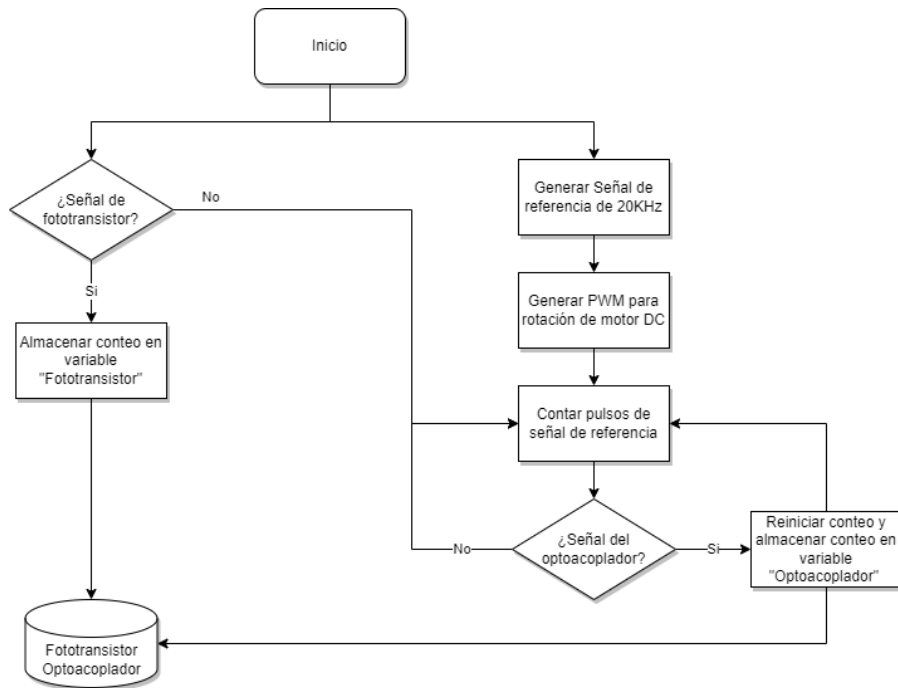 Inicio
¿Señal de
fototransistor?
No
Generar Señal de
referencia de 20KHz
Si
Generar PWM para
rotación de motor DC
Almacenar conteo en
variable
"Fototransistor"
Contar pulsos de
señal de referencia
¿Señal del
optoacoplador?
No
Si
Reiniciar conteo y
almacenar conteo en
variable
"Optoacoplador"
Fototransistor
Optoacoplador